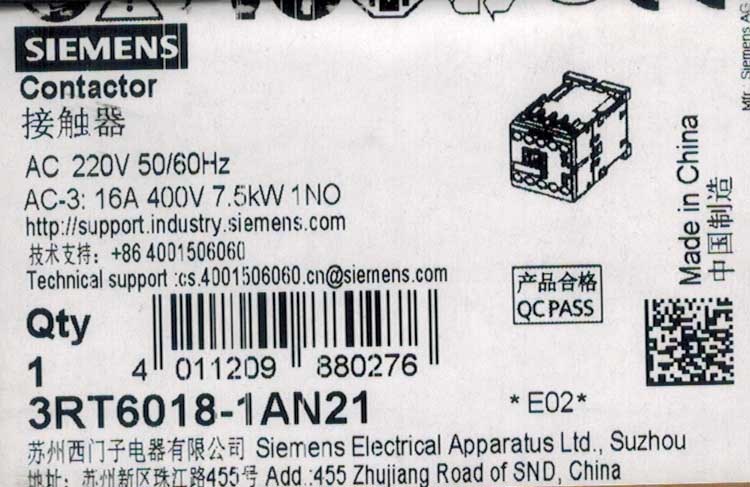 SIEMENS
Contactor
接触器
AC 220V 50/60Hz
AC-3: 16A 400V 7.5kW 1NO
http://support.industry.siemens.com
技术支持: +86 4001506060
Technical support :cs.4001506060.cn@siemens.com
产品合格
QC PASS
Made in China
中国制造
Mfr.: Siemens AG
Qty
1
4 011209 880276
3RT6018-1AN21
*E02*
苏州西门子电器有限公司 Siemens Electrical Apparatus Ltd., Suzhou
地址: 苏州新区珠江路455号 Add.:455 Zhujiang Road of SND, China